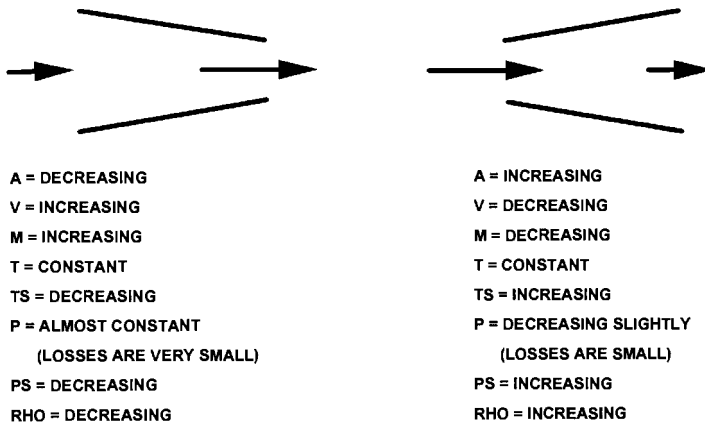 A = DECREASING
V = INCREASING
M = INCREASING
T = CONSTANT
TS = DECREASING
P = ALMOST CONSTANT
(LOSSES ARE VERY SMALL)
PS = DECREASING
RHO = DECREASING
A = INCREASING
V = DECREASING
M = DECREASING
T = CONSTANT
TS = INCREASING
P = DECREASING SLIGHTLY
(LOSSES ARE SMALL)
PS = INCREASING
RHO = INCREASING